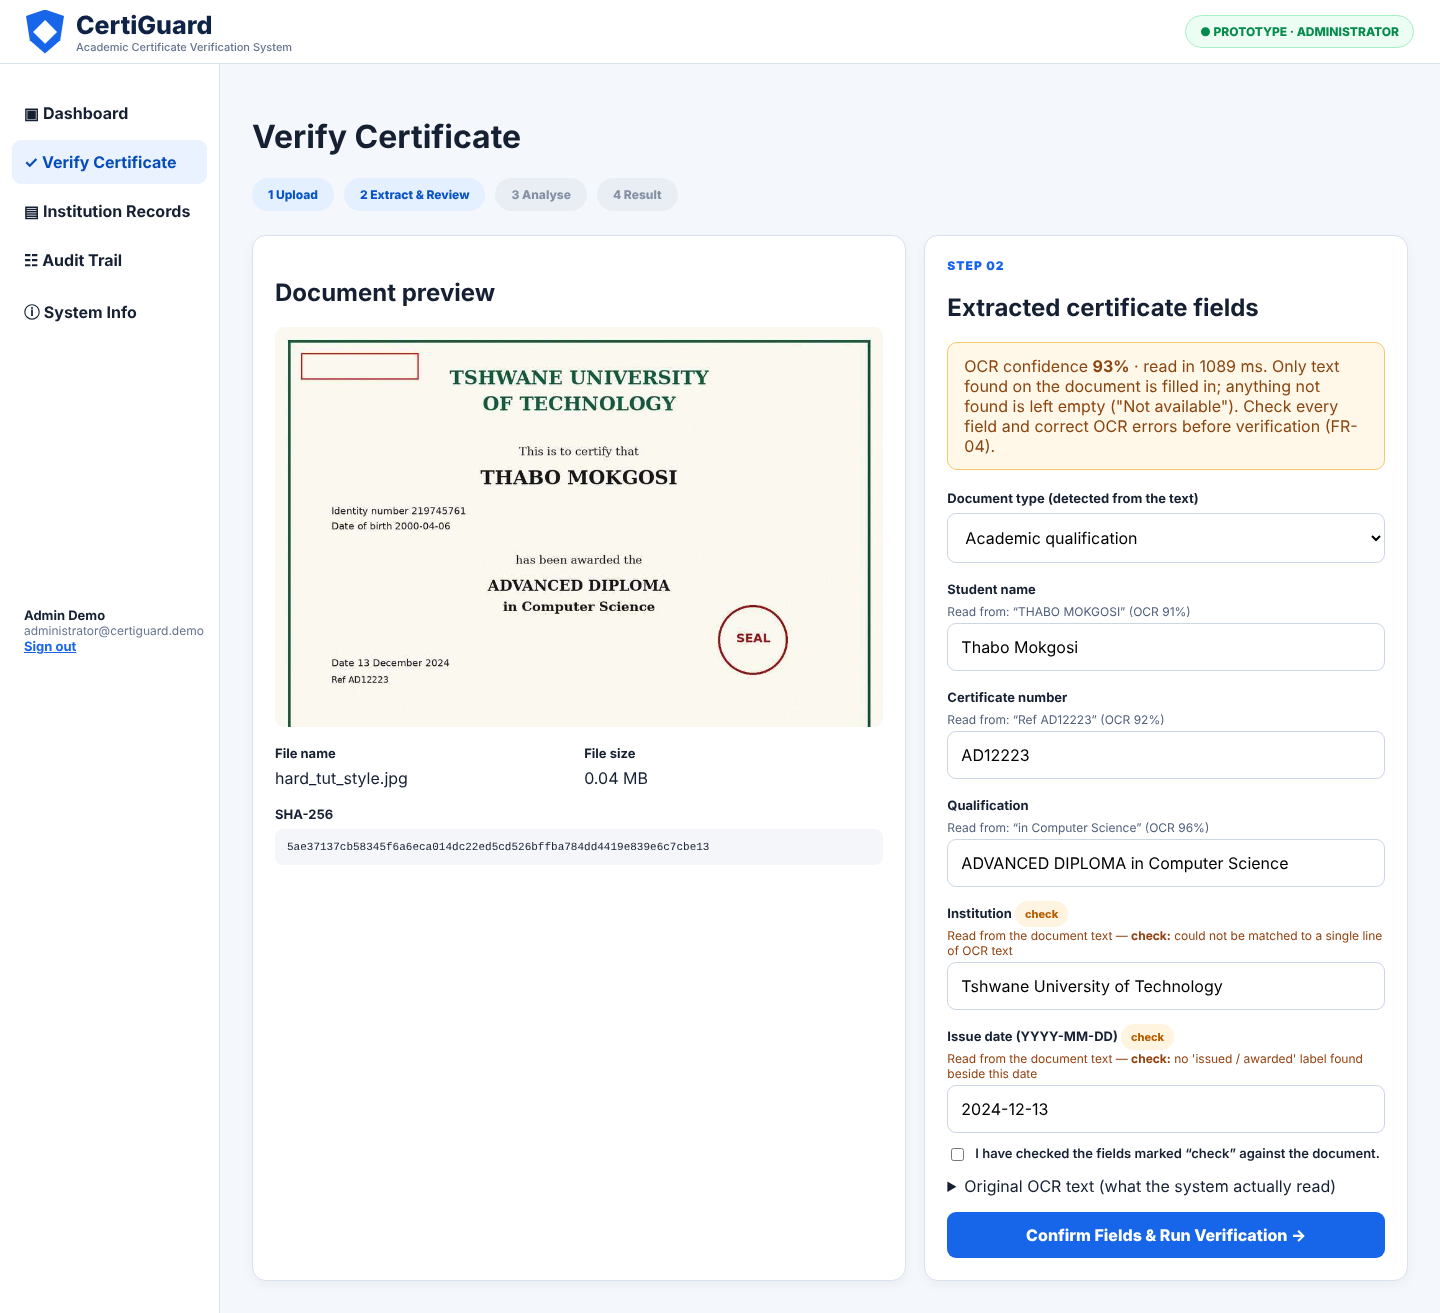 CertiGuard
Academic Certificate Verification System
PROTOTYPE · ADMINISTRATOR
Dashboard
Verify Certificate
Institution Records
Audit Trail
System Info
Admin Demo
administrator@certiguard.demo
Sign out
Verify Certificate
1 Upload
2 Extract & Review
3 Analyse
4 Result
Document preview
TSHWANE UNIVERSITY
OF TECHNOLOGY
This is to certify that
THABO MOKGOSI
Identity number 219745761
Date of birth 2000-04-06
has been awarded the
ADVANCED DIPLOMA
in Computer Science
SEAL
Date 13 December 2024
Ref AD12223
File name
hard_tut_style.jpg
File size
0.04 MB
SHA-256
5ae37137cb58345f6a6eca014dc22ed5cd526bffba784dd4419e839e6c7cbe13
STEP 02
Extracted certificate fields
OCR confidence 93% · read in 1089 ms. Only text
found on the document is filled in; anything not
found is left empty ("Not available"). Check every
field and correct OCR errors before verification (FR-
04).
Document type (detected from the text)
Academic qualification
Student name
Read from: “THABO MOKGOSI” (OCR 91%)
Thabo Mokgosi
Certificate number
Read from: “Ref AD12223” (OCR 92%)
AD12223
Qualification
Read from: “in Computer Science” (OCR 96%)
ADVANCED DIPLOMA in Computer Science
Institution check
Read from the document text — check: could not be matched to a single line
of OCR text
Tshwane University of Technology
Issue date (YYYY-MM-DD) check
Read from the document text — check: no 'issued / awarded' label found
beside this date
2024-12-13
I have checked the fields marked “check” against the document.
Original OCR text (what the system actually read)
Confirm Fields & Run Verification →